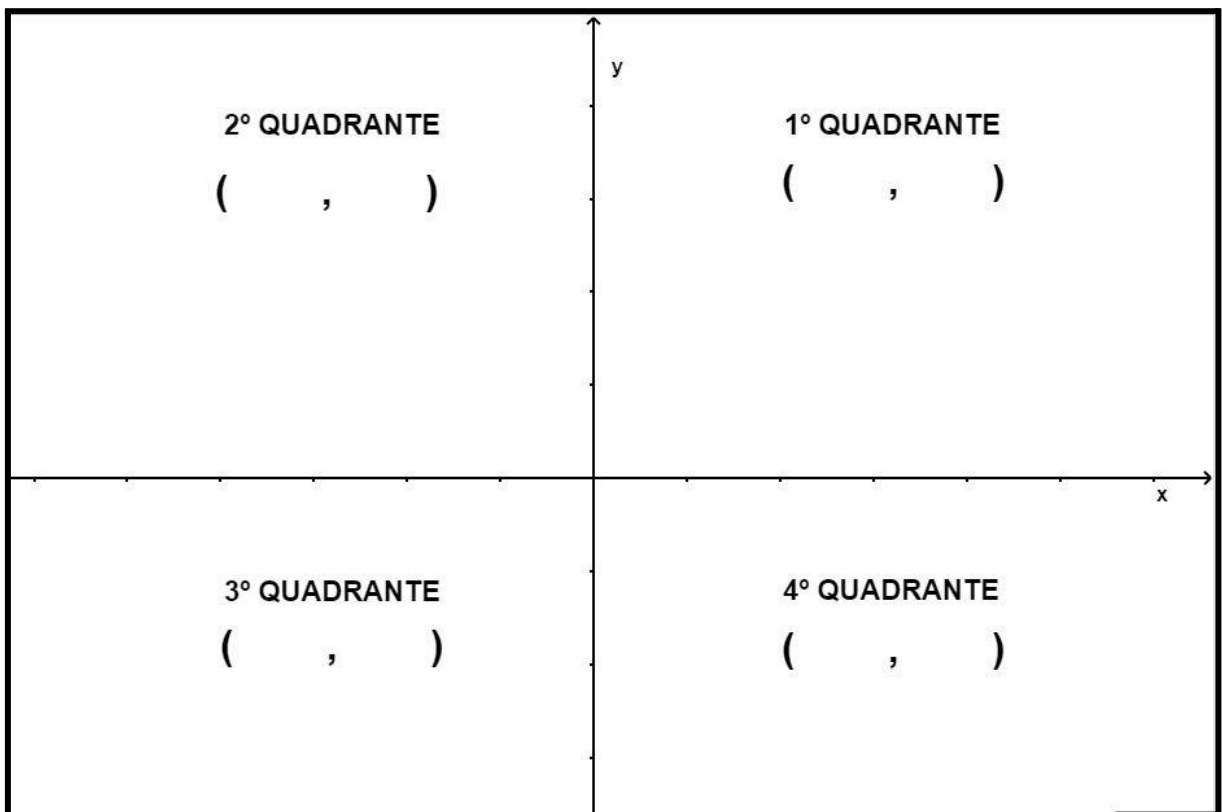 y
2º QUADRANTE
1º QUADRANTE
( , )
( , )
x
3º QUADRANTE
4º QUADRANTE
( , )
( , )